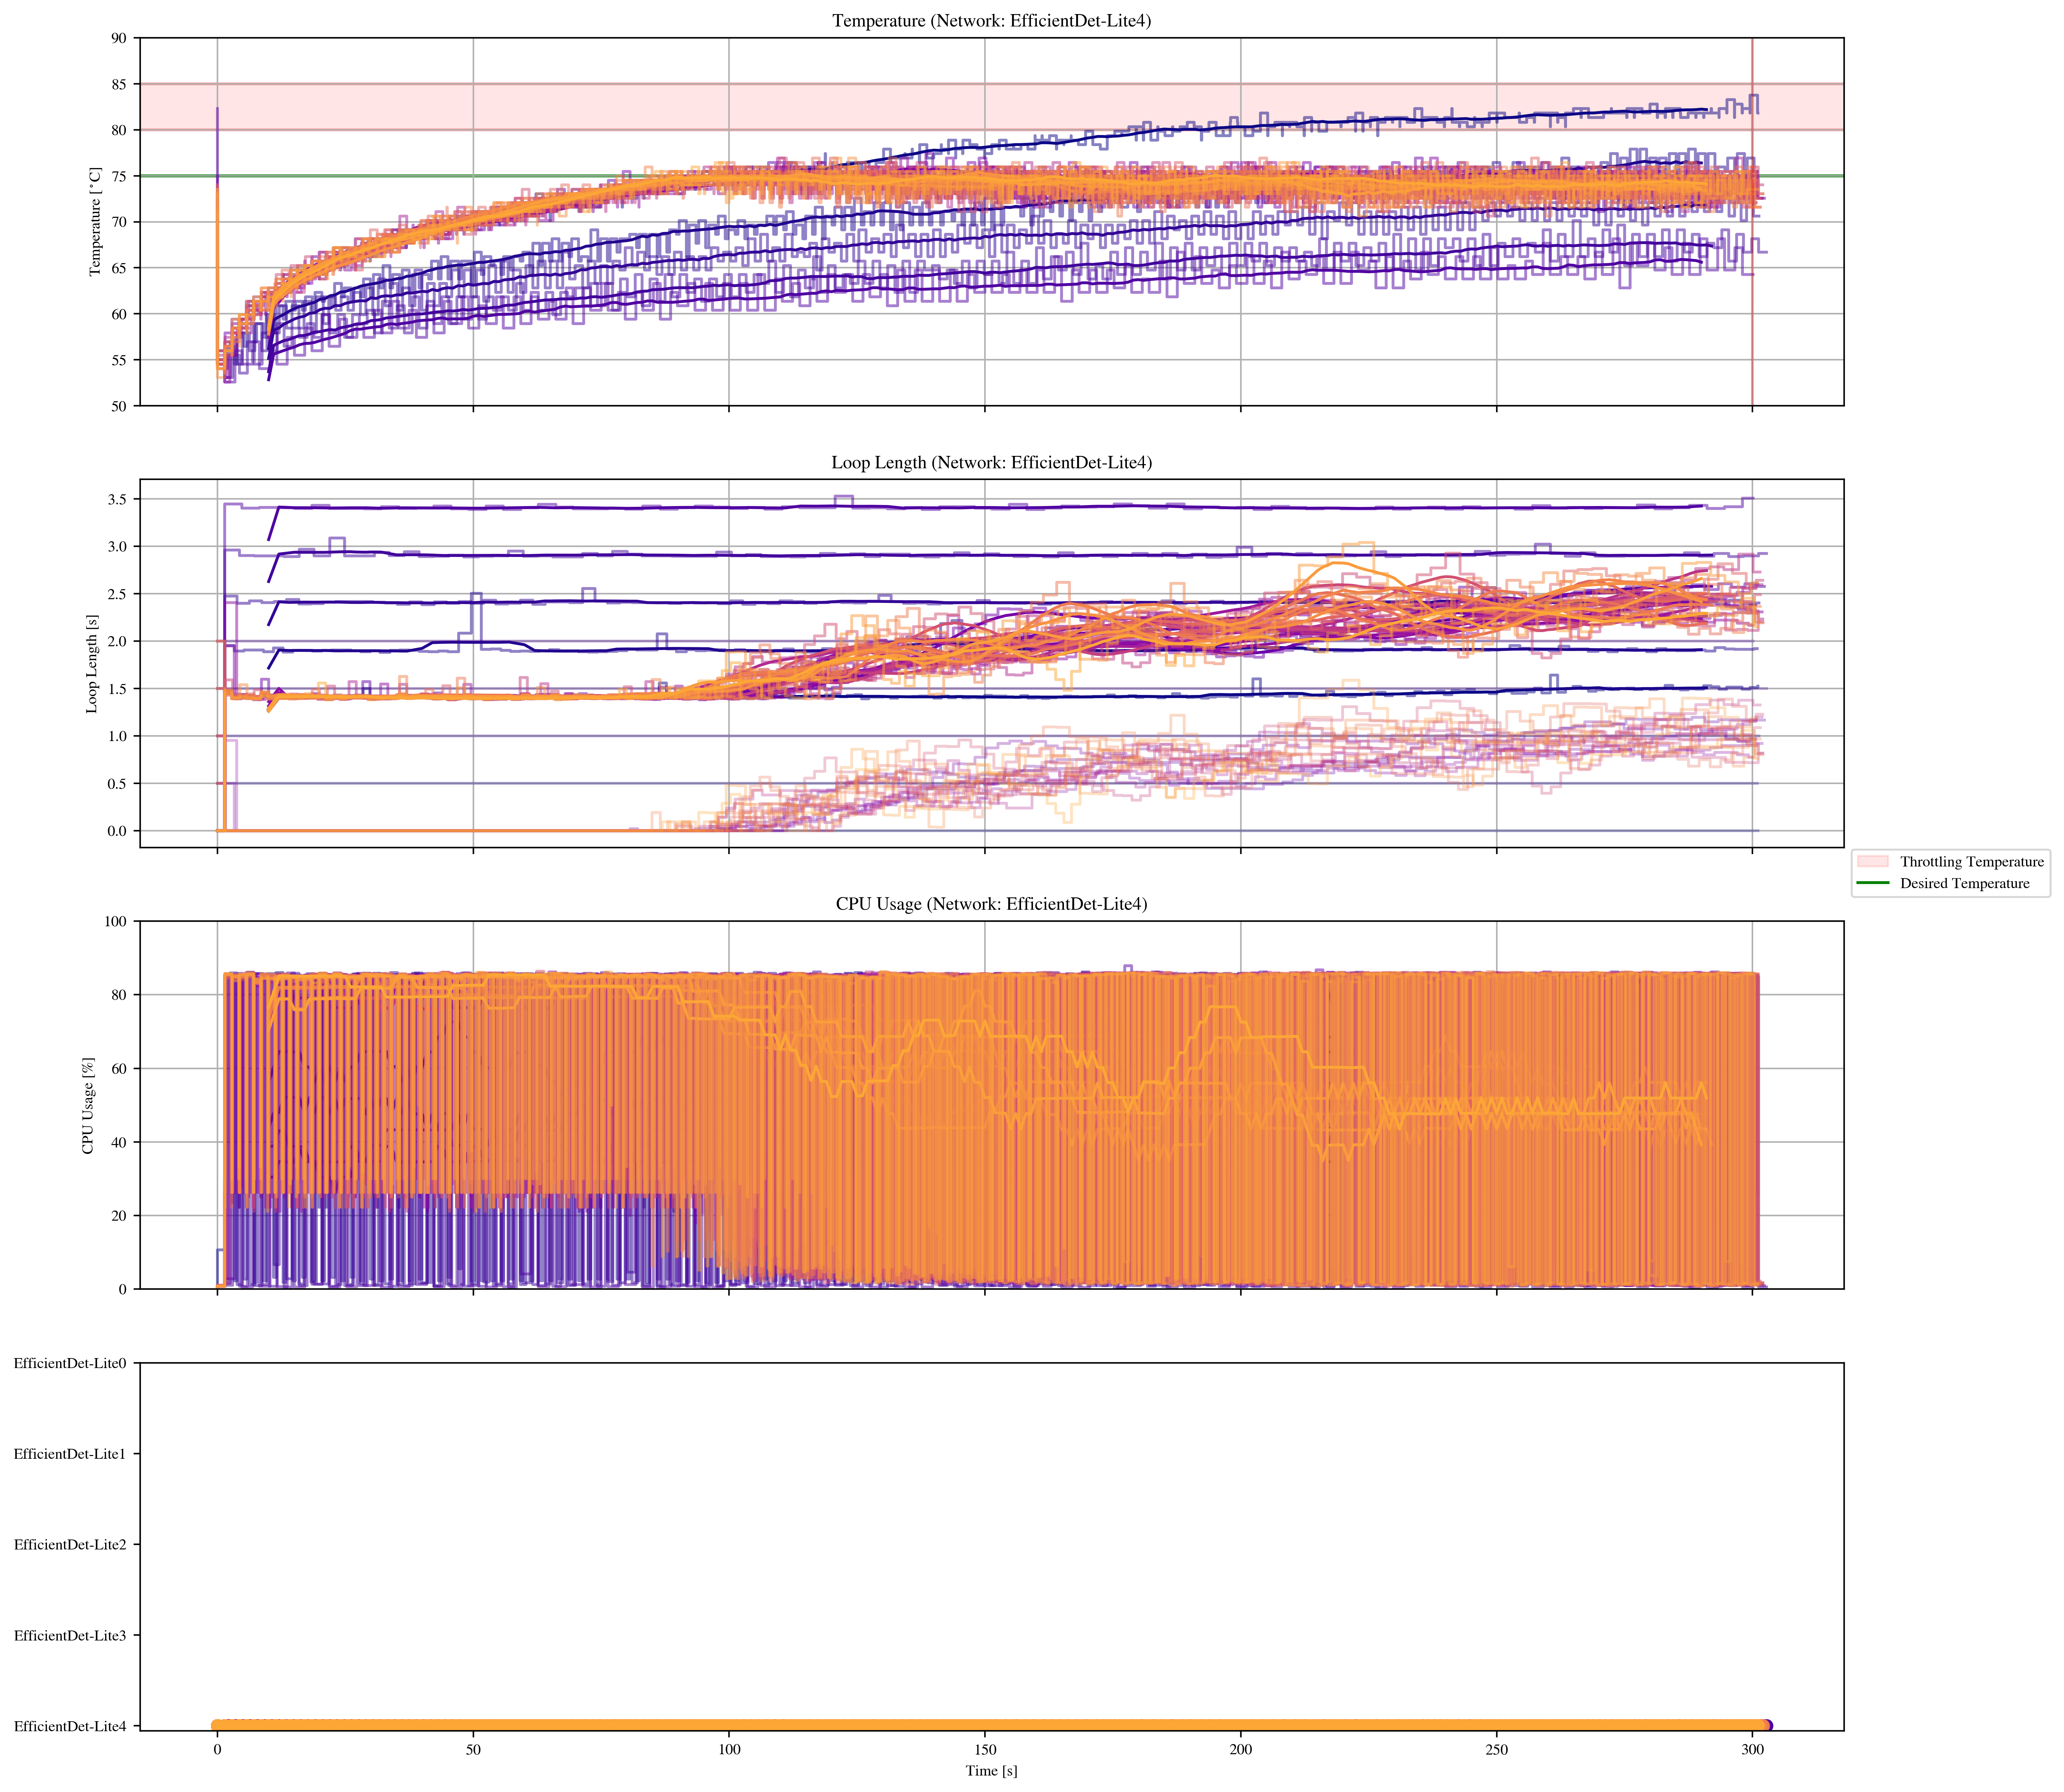 Temperature (Network: EfficientDet-Lite4)
90
85
80
75
70
65
60
55
50
Temperature [°C]
Loop Length (Network: EfficientDet-Lite4)
3.5
3.0
2.5
2.0
1.5
1.0
0.5
0.0
Loop Length [s]
Throttling Temperature
Desired Temperature
CPU Usage (Network: EfficientDet-Lite4)
100
80
60
40
20
0
CPU Usage [%]
EfficientDet-Lite0
EfficientDet-Lite1
EfficientDet-Lite2
EfficientDet-Lite3
EfficientDet-Lite4
0 50 100 150 200 250 300
Time [s]